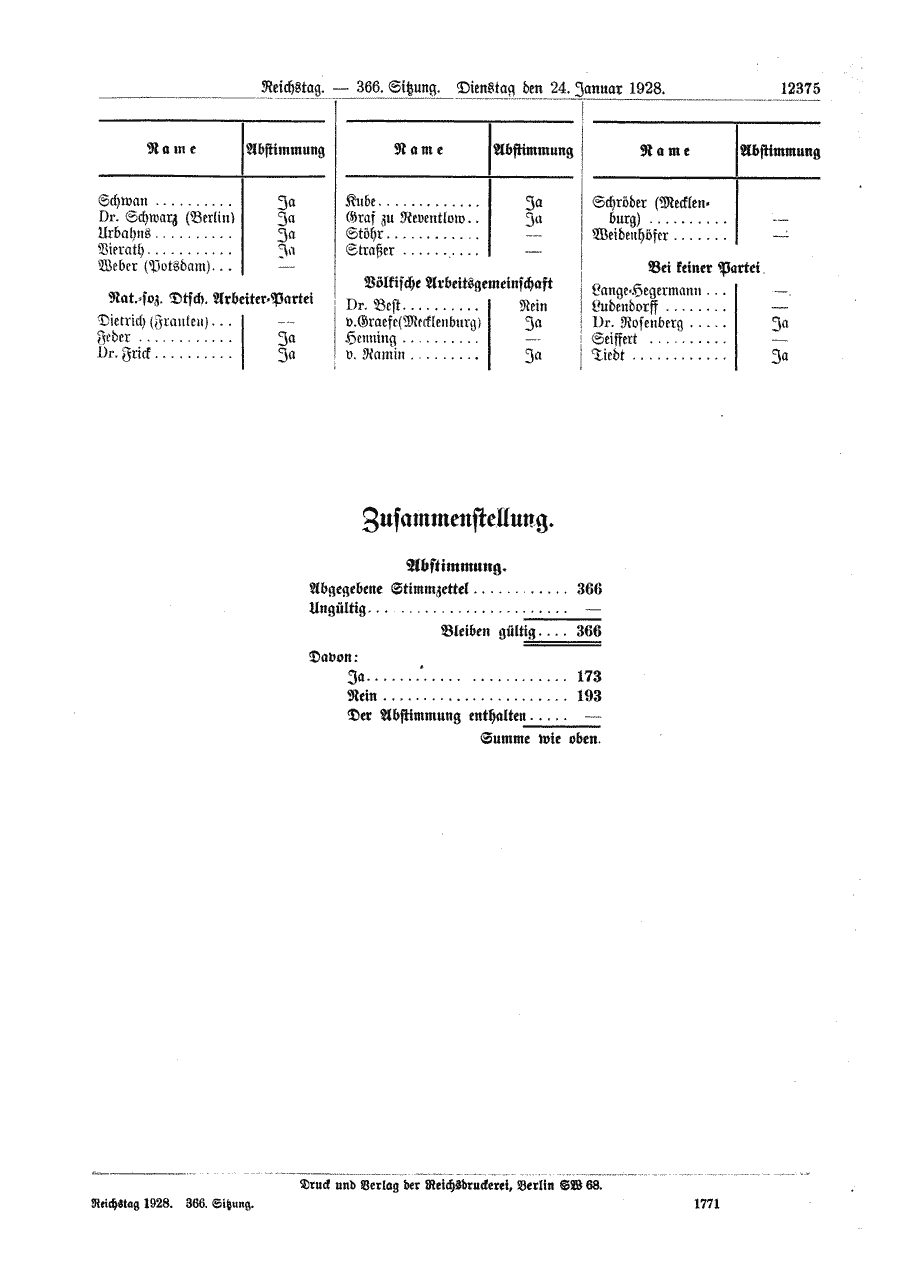 Reichstag. — 366. Sitzung. Dienstag den 24. Januar 1928. 12375
Name Abstimmung
Schwan .......... Ja
Dr. Schwarz (Berlin) Ja
Urbahns .......... Ja
Vierath .......... Ja
Weber (Potsdam)... —
Nat.-soz. Dtsch. Arbeiter-Partei
Dietrich (Franken)... —
Feder ............ Ja
Dr. Frick .......... Ja
Name Abstimmung
Kube ............. Ja
Graf zu Reventlow.. Ja
Stöhr ............ —
Straßer .......... —
Völkische Arbeitsgemeinschaft
Dr. Best .......... Nein
v.Graefe(Mecklenburg) Ja
Henning .......... —
v. Ramin ......... Ja
Name Abstimmung
Schröder (Mecklen-
burg) .......... —
Weidenhöfer ....... —
Bei keiner Partei.
Lange-Hegermann ... —
Ludendorff ........ —
Dr. Rosenberg ..... Ja
Seiffert .......... —
Tiedt ............ Ja
Zusammenstellung.
Abstimmung.
Abgegebene Stimmzettel ............ 366
Ungültig ......................... —
Bleiben gültig .... 366
Davon:
Ja ......................... 173
Nein ....................... 193
Der Abstimmung enthalten ..... —
Summe wie oben.
Druck und Verlag der Reichsdruckerei, Berlin SW 68.
Reichstag 1928. 366. Sitzung. 1771